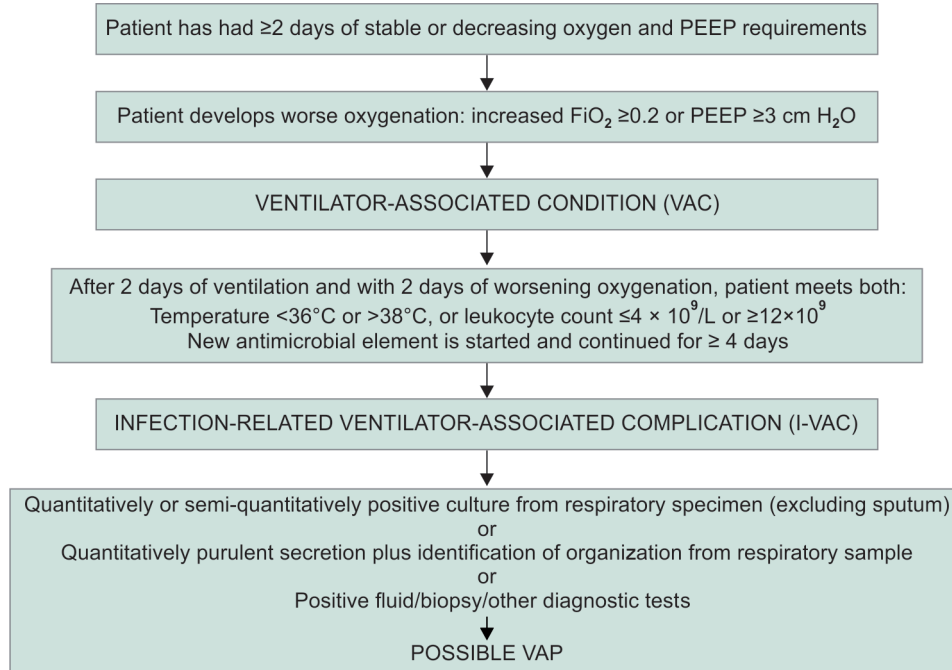 Patient has had ≥2 days of stable or decreasing oxygen and PEEP requirements
Patient develops worse oxygenation: increased FiO₂ ≥0.2 or PEEP ≥3 cm H₂O
VENTILATOR-ASSOCIATED CONDITION (VAC)
After 2 days of ventilation and with 2 days of worsening oxygenation, patient meets both:
Temperature <36°C or >38°C, or leukocyte count ≤4 × 10⁹/L or ≥12×10⁹
New antimicrobial element is started and continued for ≥ 4 days
INFECTION-RELATED VENTILATOR-ASSOCIATED COMPLICATION (I-VAC)
Quantitatively or semi-quantitatively positive culture from respiratory specimen (excluding sputum)
or
Quantitatively purulent secretion plus identification of organization from respiratory sample
or
Positive fluid/biopsy/other diagnostic tests
POSSIBLE VAP